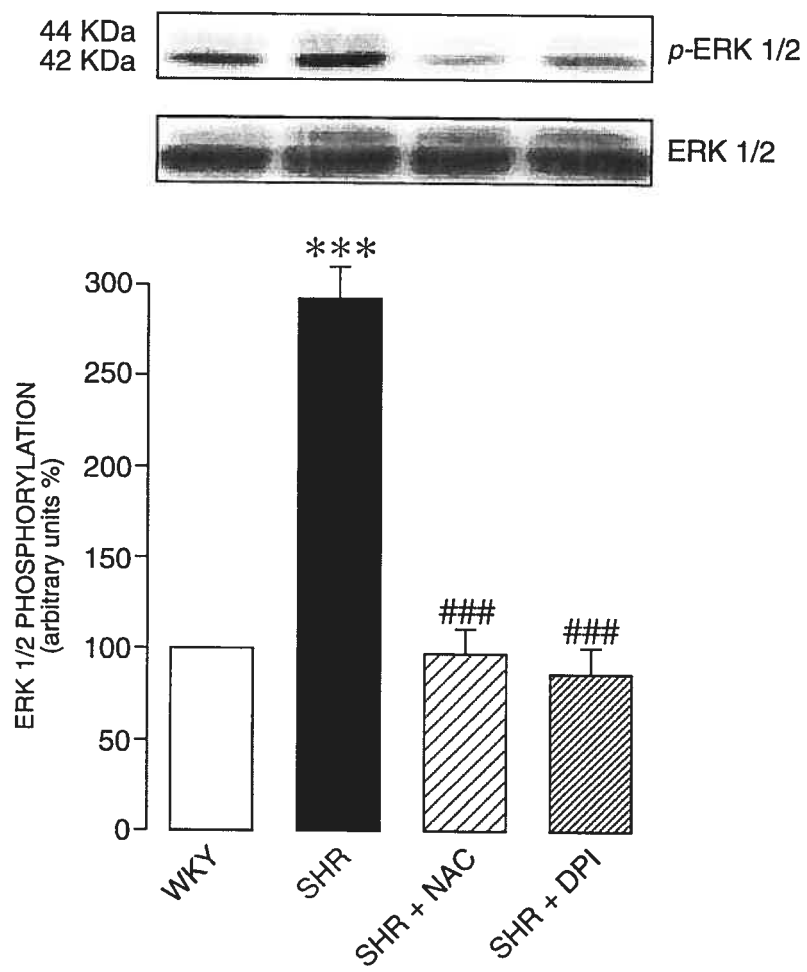 44 KDa
42 KDa
p-ERK 1/2
ERK 1/2
***
300
250
200
150
100
50
0
ERK 1/2 PHOSPHORYLATION
(arbitrary units %)
###
###
WKY
SHR
SHR + NAC
SHR + DPI